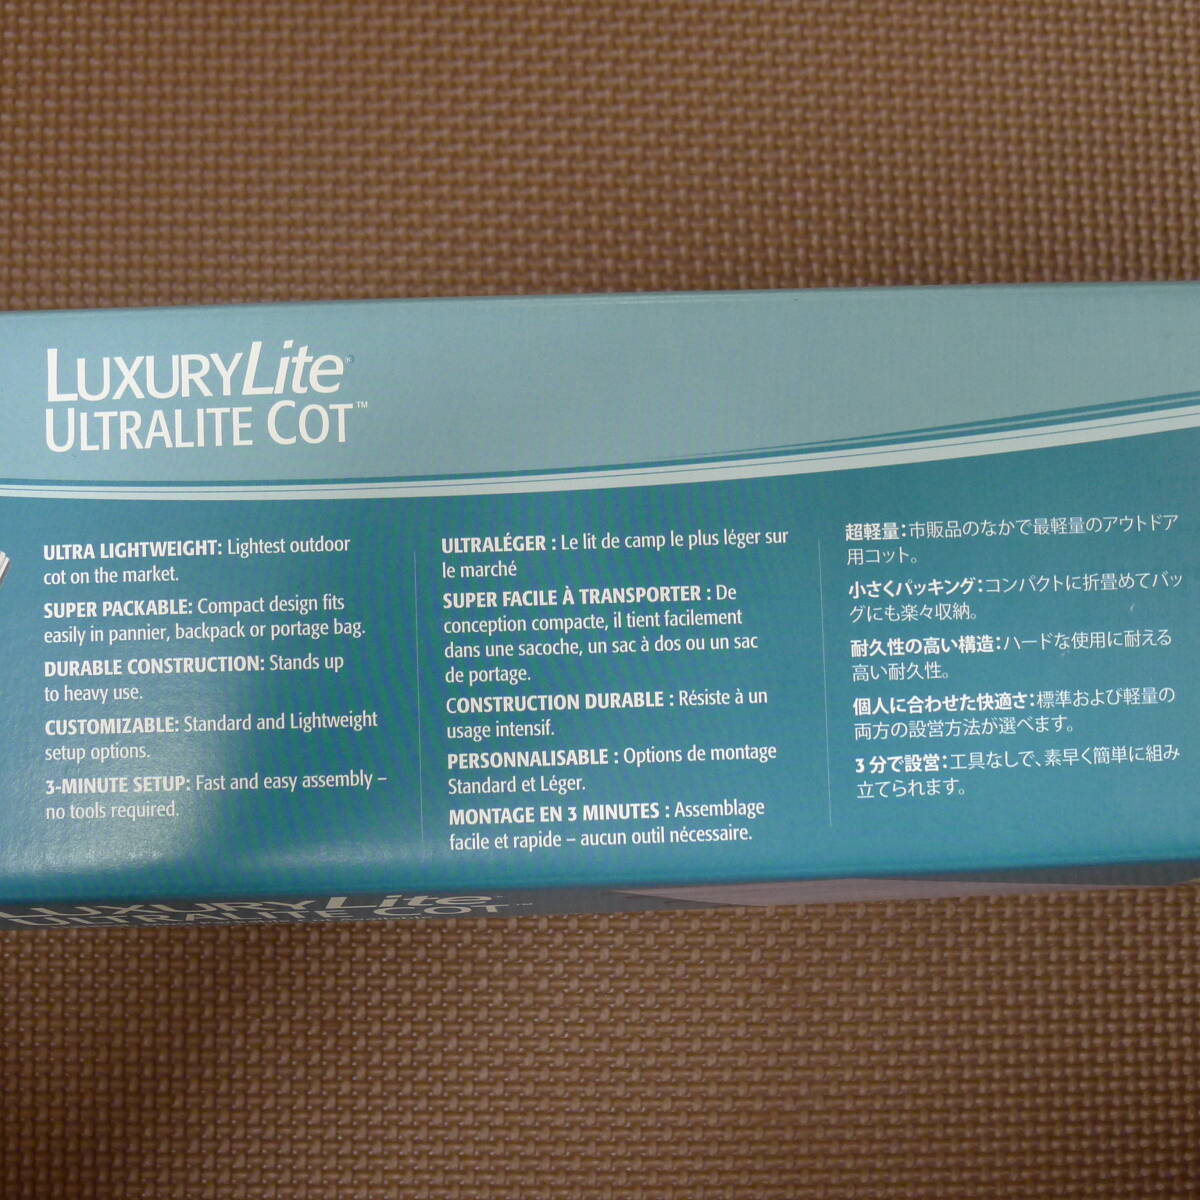 LUXURYLite®
ULTRALITE COT™
ULTRA LIGHTWEIGHT: Lightest outdoor
cot on the market.
SUPER PACKABLE: Compact design fits
easily in pannier, backpack or portage bag.
DURABLE CONSTRUCTION: Stands up
to heavy use.
CUSTOMIZABLE: Standard and Lightweight
setup options.
3-MINUTE SETUP: Fast and easy assembly –
no tools required.
ULTRALÉGER : Le lit de camp le plus léger sur
le marché
SUPER FACILE À TRANSPORTER : De
conception compacte, il tient facilement
dans une sacoche, un sac à dos ou un sac
de portage.
CONSTRUCTION DURABLE : Résiste à un
usage intensif.
PERSONNALISABLE : Options de montage
Standard et Léger.
MONTAGE EN 3 MINUTES : Assemblage
facile et rapide – aucun outil nécessaire.
超軽量：市販品のなかで最軽量のアウトドア
用コット。
小さくパッキング：コンパクトに折畳めてバッ
グにも楽々収納。
耐久性の高い構造：ハードな使用に耐える
高い耐久性。
個人に合わせた快適さ：標準および軽量の
両方の設営方法が選べます。
3 分で設営：工具なしで、素早く簡単に組み
立てられます。
LUXURYLite
ULTRALITE COT™